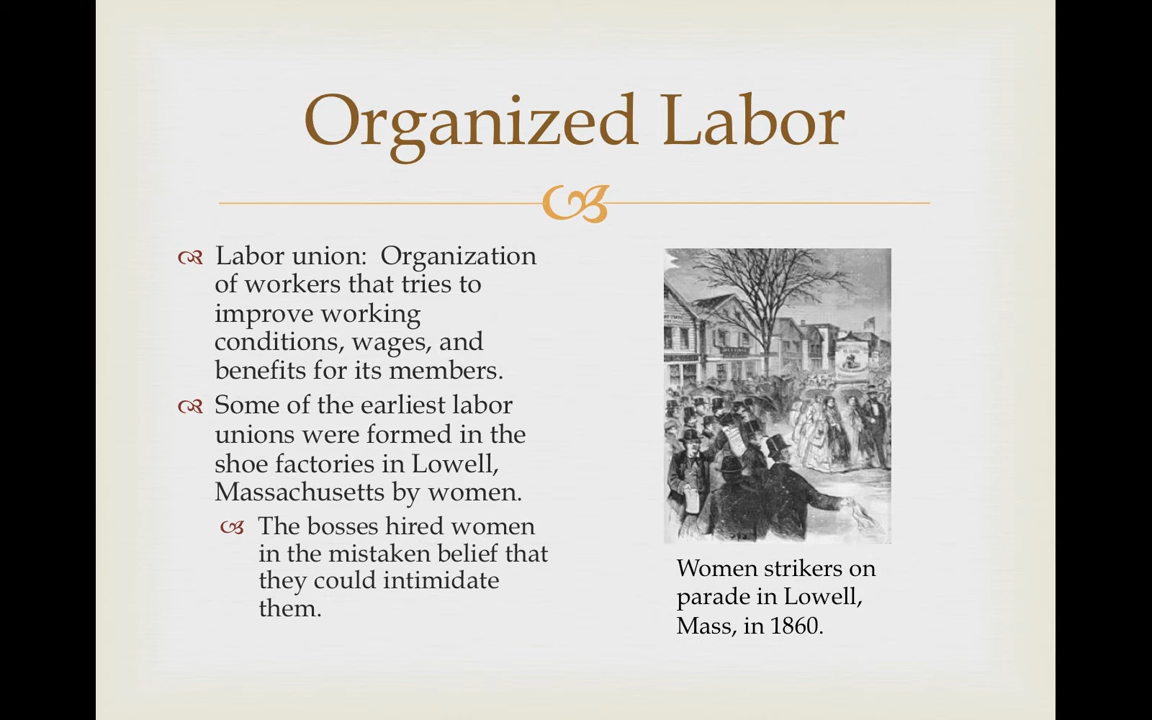 Organized Labor
Labor union:  Organization
of workers that tries to
improve working
conditions, wages, and
benefits for its members.
Some of the earliest labor
unions were formed in the
shoe factories in Lowell,
Massachusetts by women.
The bosses hired women
in the mistaken belief that
they could intimidate
them.
Women strikers on
parade in Lowell,
Mass, in 1860.